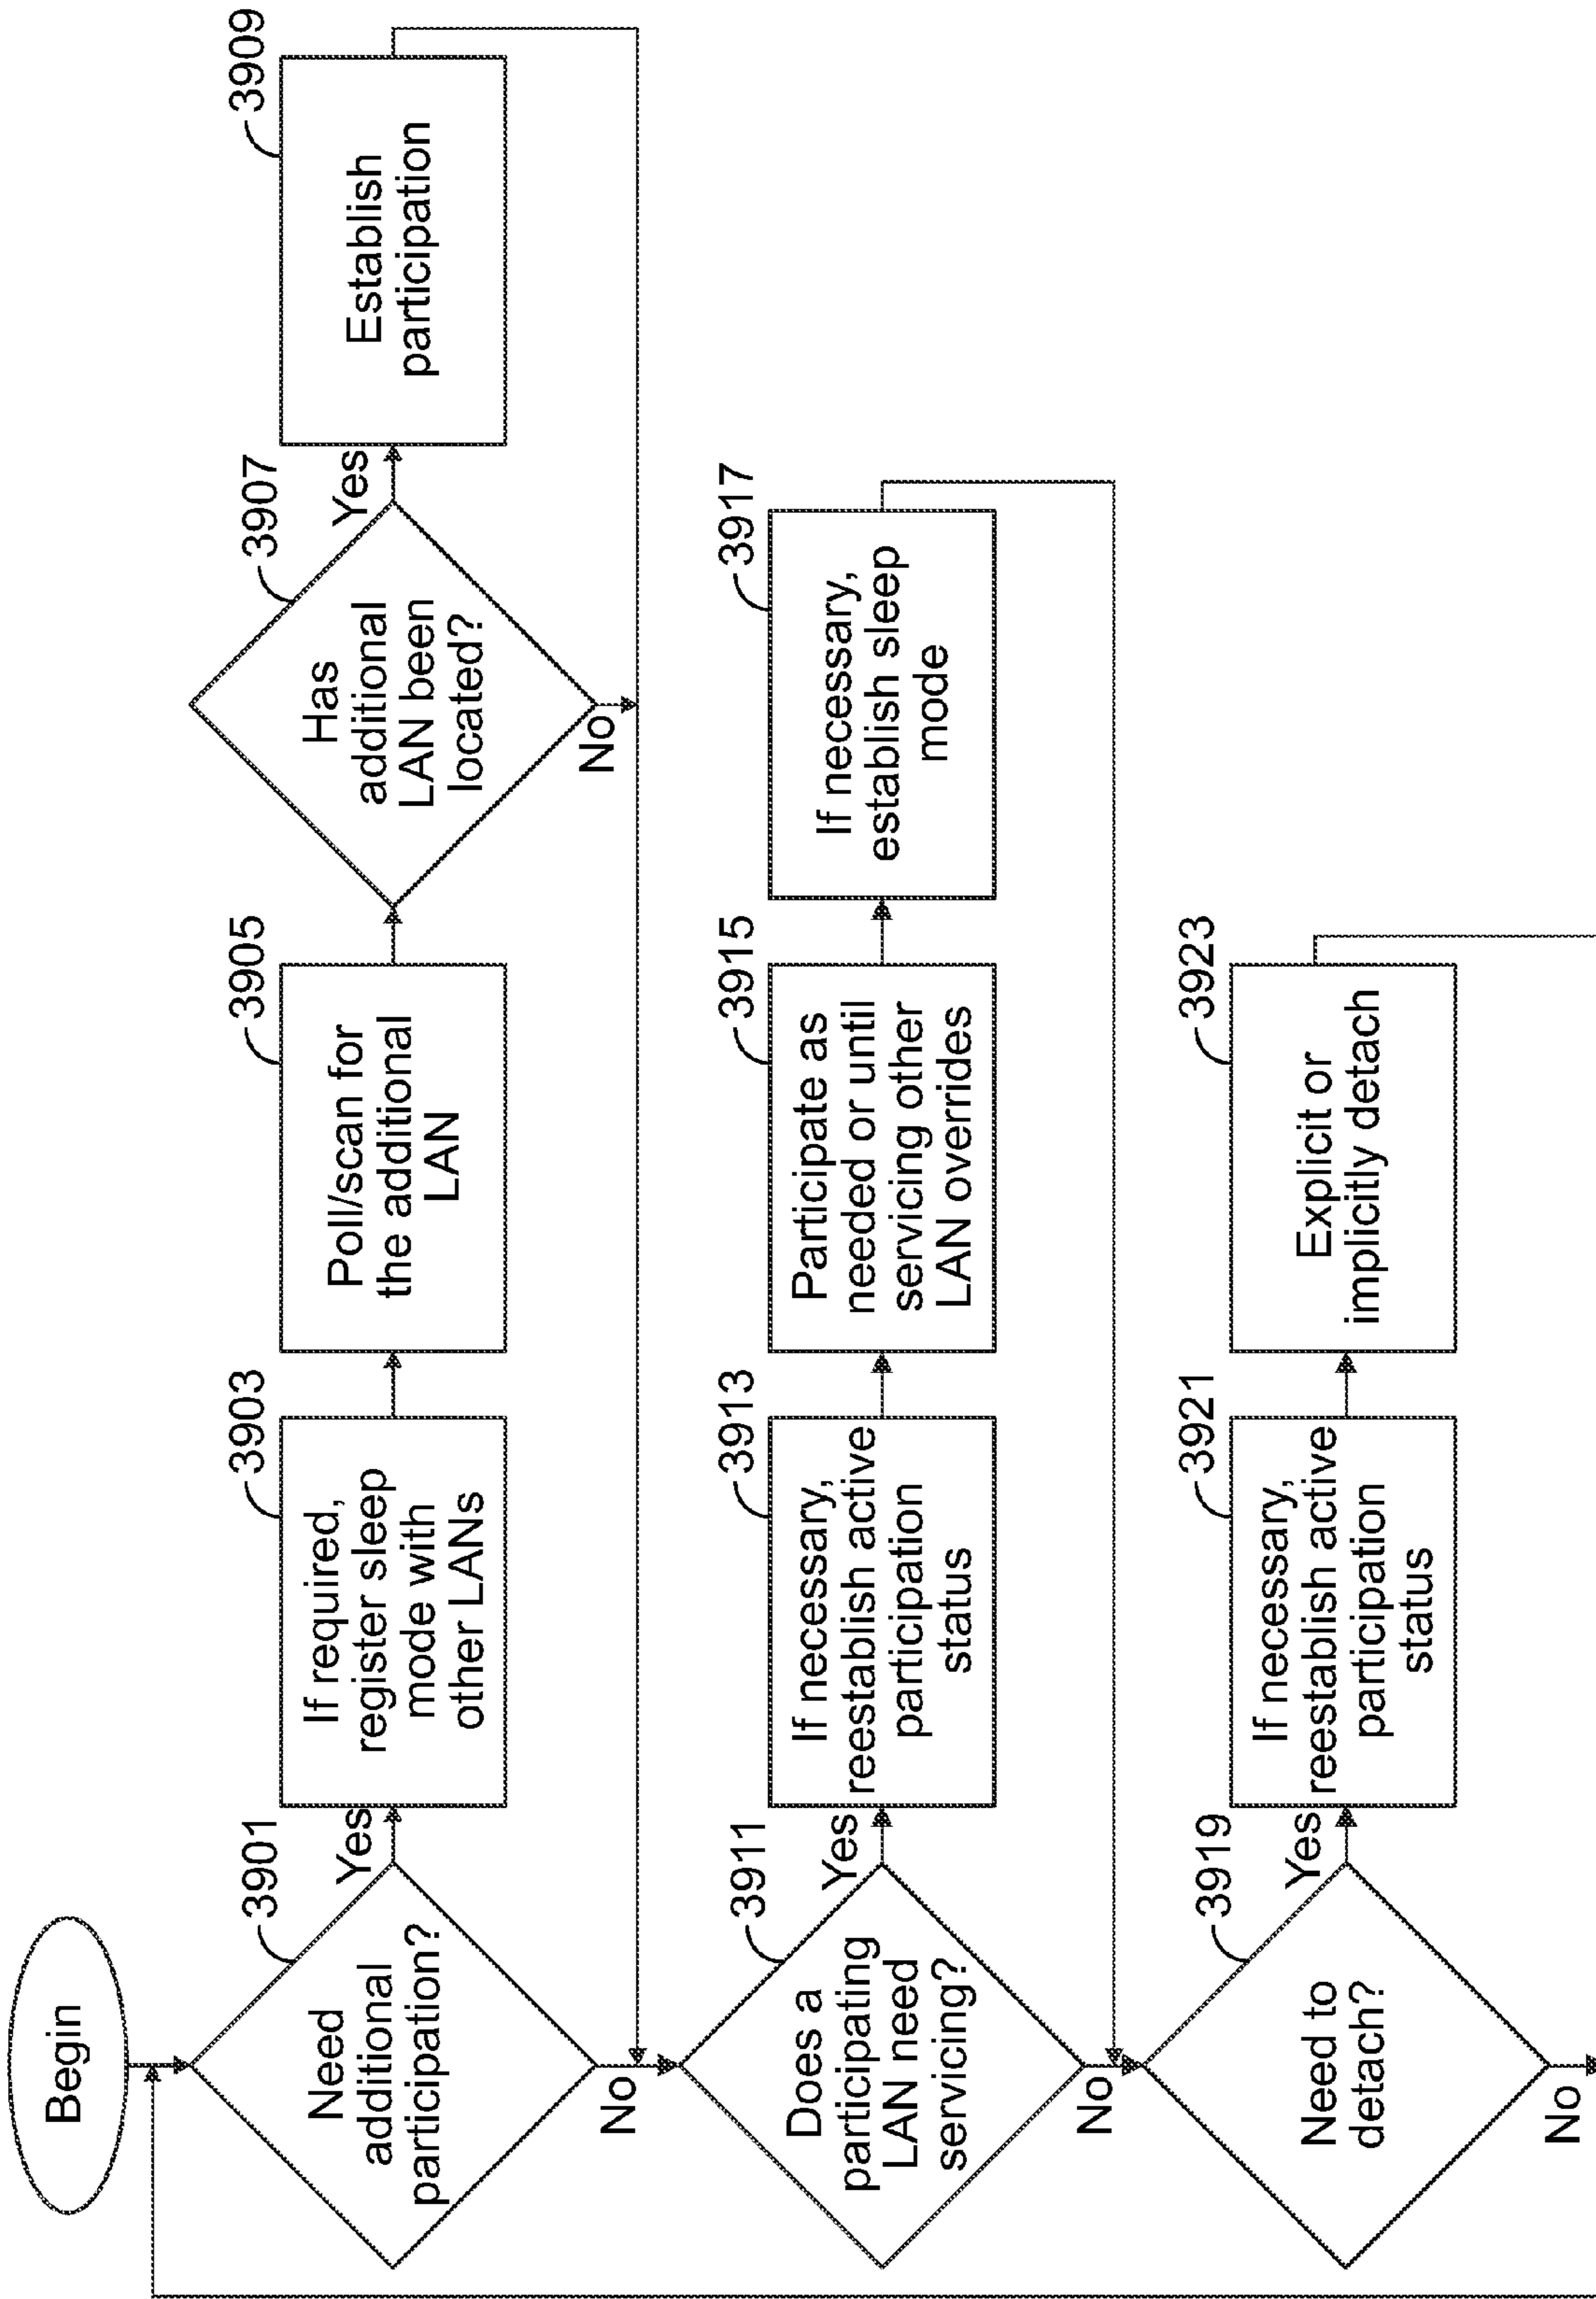 Begin
3901
Need
additional
participation?
Yes
No
3903
If required,
register sleep
mode with
other LANs
3905
Poll/scan for
the additional
LAN
3907
Has
additional
LAN been
located?
Yes
No
3909
Establish
participation
3911
Does a
participating
LAN need
servicing?
Yes
No
3913
If necessary,
reestablish active
participation
status
3915
Participate as
needed or until
servicing other
LAN overrides
3917
If necessary,
establish sleep
mode
3919
Need to
detach?
Yes
No
3921
If necessary,
reestablish active
participation
status
3923
Explicit or
implicitly detach